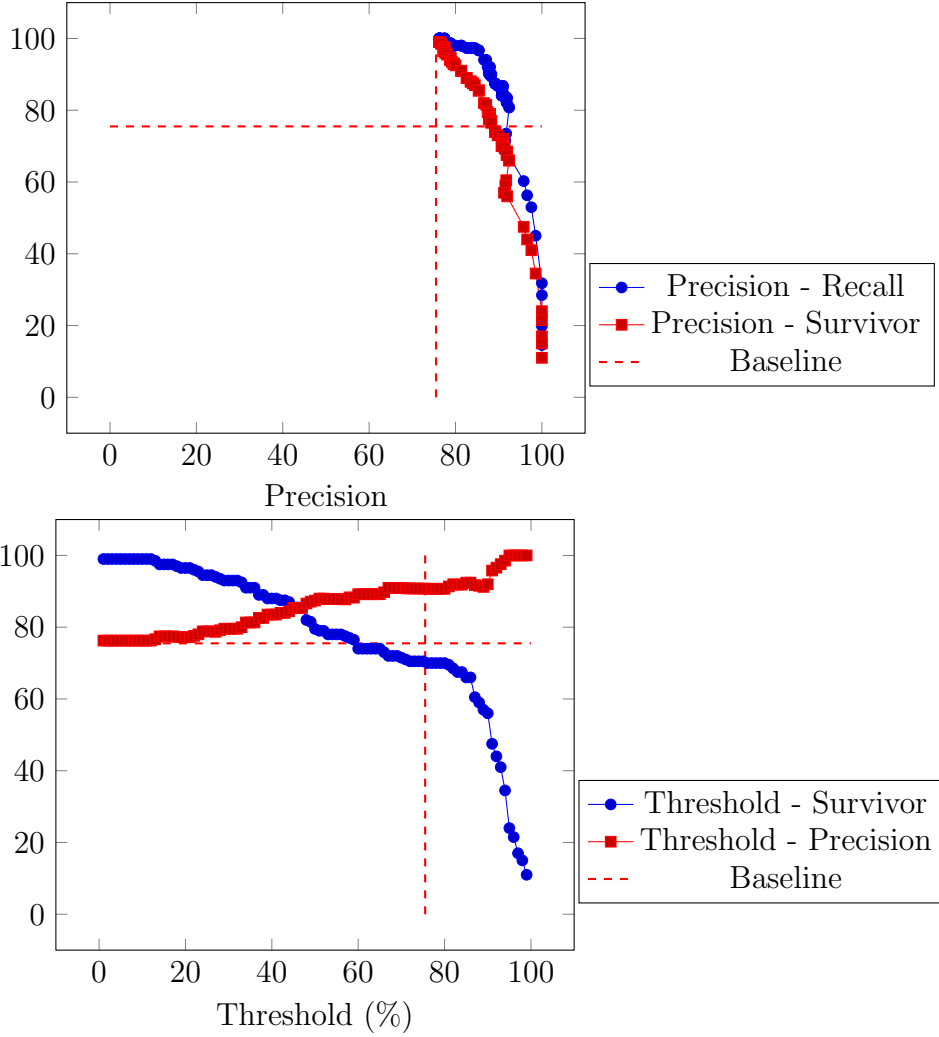 100
80
60
40
20
0
0 20 40 60 80 100
Precision
Precision - Recall
Precision - Survivor
Baseline
100
80
60
40
20
0
0 20 40 60 80 100
Threshold (%)
Threshold - Survivor
Threshold - Precision
Baseline